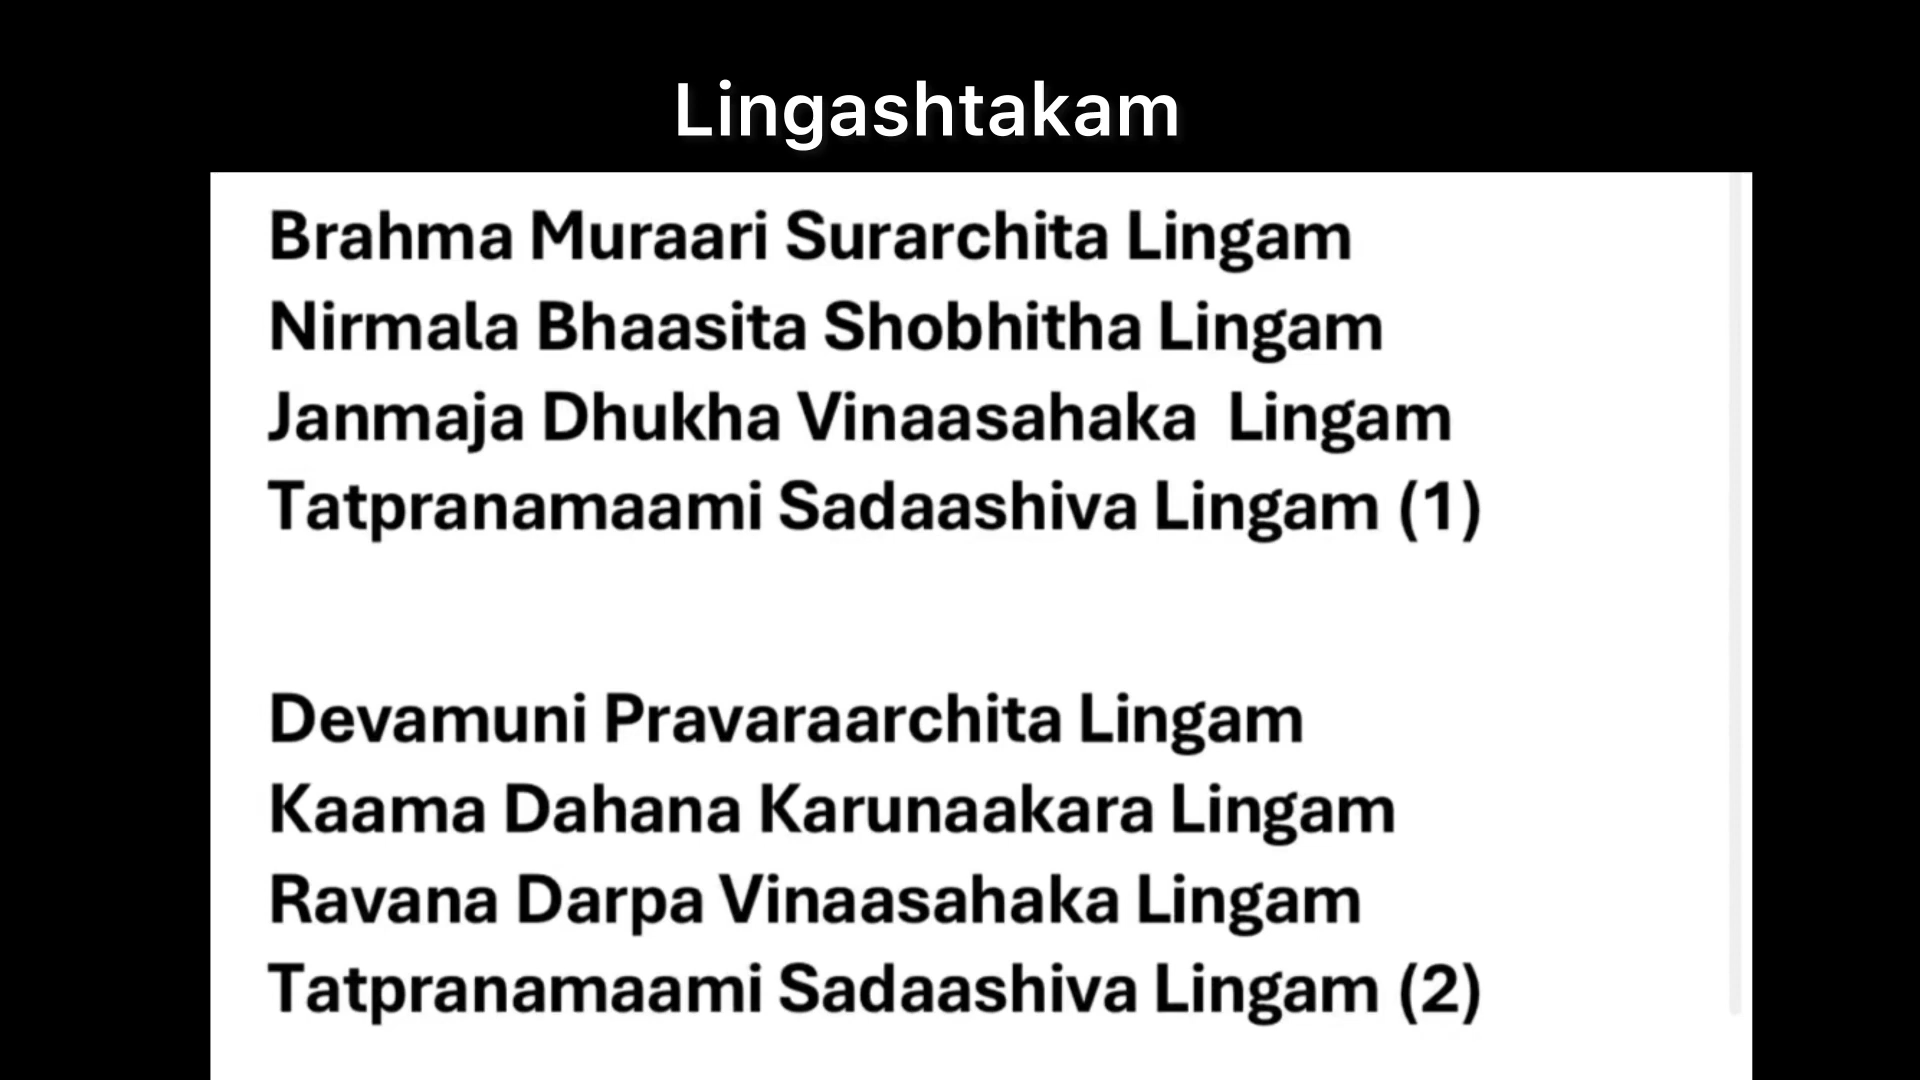 Lingashtakam
Brahma Muraari Surarchita Lingam
Nirmala Bhaasita Shobhitha Lingam
Janmaja Dhukha Vinaasahaka Lingam
Tatpranamaami Sadaashiva Lingam (1)
Devamuni Pravaraarchita Lingam
Kaama Dahana Karunaakara Lingam
Ravana Darpa Vinaasahaka Lingam
Tatpranamaami Sadaashiva Lingam (2)